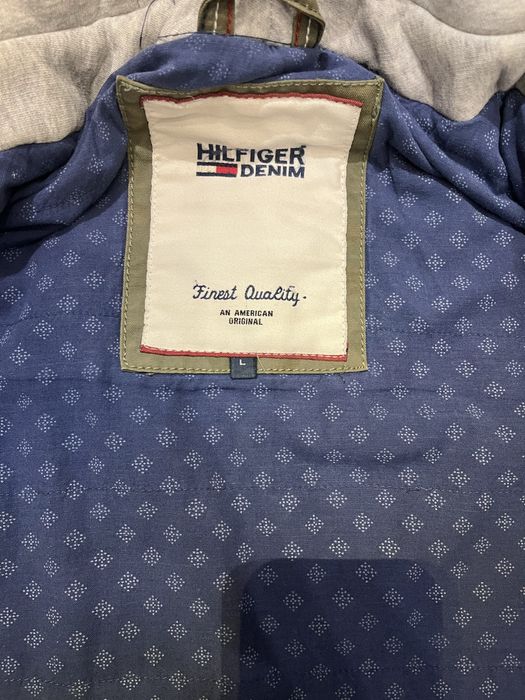 HILFIGER
DENIM
Finest Quality.
AN AMERICAN
ORIGINAL
L